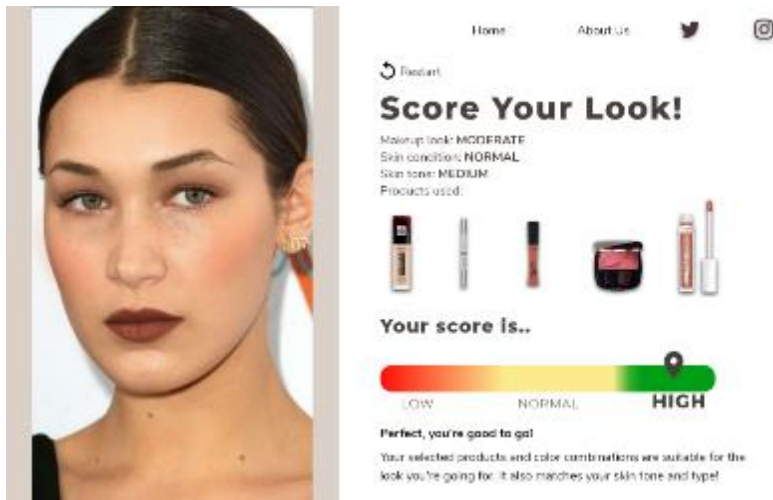 Home About Us
Restart
Score Your Look!
Makeup look: MODERATE
Skin condition: NORMAL
Skin tone: MEDIUM
Products used:
Your score is..
LOW NORMAL HIGH
Perfect, you're good to go!
Your selected products and color combinations are suitable for the
look you're going for. It also matches your skin tone and type!